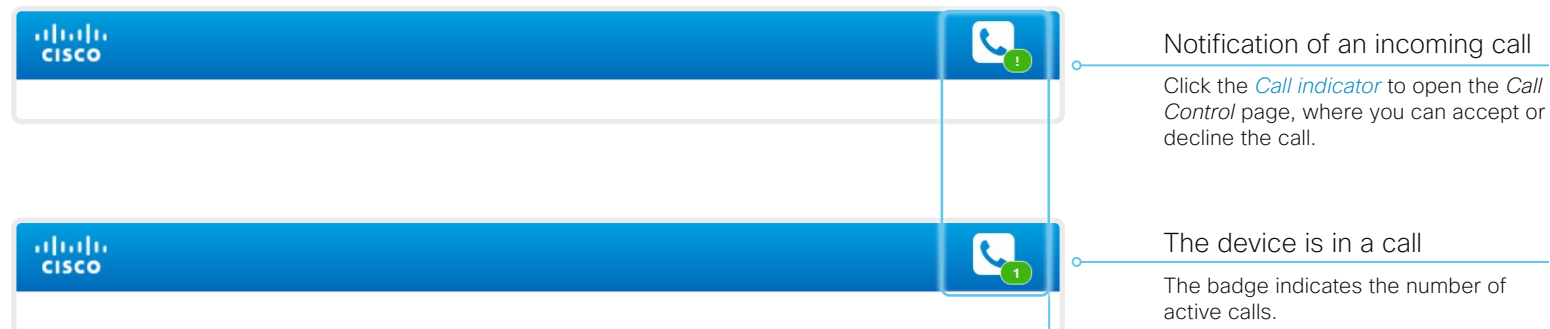 CISCO
!
Notification of an incoming call
Click the Call indicator to open the Call
Control page, where you can accept or
decline the call.
CISCO
1
The device is in a call
The badge indicates the number of
active calls.